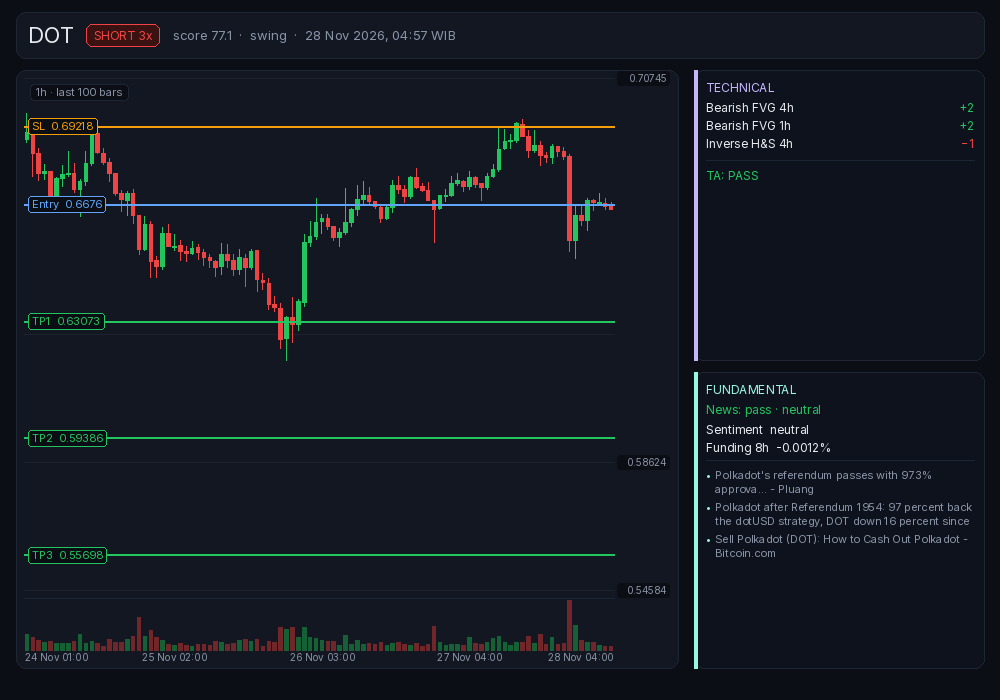 DOT SHORT 3x score 77.1 · swing · 28 Nov 2026, 04:57 WIB
1h · last 100 bars
0.70745
SL 0.69218
Entry 0.6676
TP1 0.63073
TP2 0.59386
0.58624
TP3 0.55698
0.54584
24 Nov 01:00 25 Nov 02:00 26 Nov 03:00 27 Nov 04:00 28 Nov 04:00
TECHNICAL
Bearish FVG 4h +2
Bearish FVG 1h +2
Inverse H&S 4h −1
TA: PASS
FUNDAMENTAL
News: pass · neutral
Sentiment neutral
Funding 8h -0.0012%
• Polkadot's referendum passes with 97.3%
approva... - Pluang
• Polkadot after Referendum 1954: 97 percent back
the dotUSD strategy, DOT down 16 percent since
• Sell Polkadot (DOT): How to Cash Out Polkadot -
Bitcoin.com